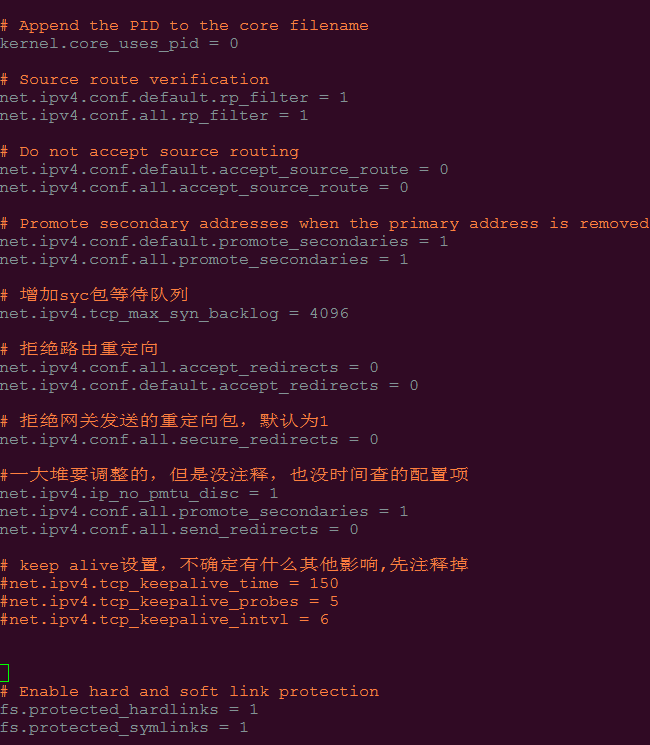 # Append the PID to the core filename
kernel.core_uses_pid = 0
# Source route verification
net.ipv4.conf.default.rp_filter = 1
net.ipv4.conf.all.rp_filter = 1
# Do not accept source routing
net.ipv4.conf.default.accept_source_route = 0
net.ipv4.conf.all.accept_source_route = 0
# Promote secondary addresses when the primary address is removed
net.ipv4.conf.default.promote_secondaries = 1
net.ipv4.conf.all.promote_secondaries = 1
# 增加syc包等待队列
net.ipv4.tcp_max_syn_backlog = 4096
# 拒绝路由重定向
net.ipv4.conf.all.accept_redirects = 0
net.ipv4.conf.default.accept_redirects = 0
# 拒绝网关发送的重定向包，默认为1
net.ipv4.conf.all.secure_redirects = 0
#一大堆要调整的，但是没注释，也没时间查的配置项
net.ipv4.ip_no_pmtu_disc = 1
net.ipv4.conf.all.promote_secondaries = 1
net.ipv4.conf.all.send_redirects = 0
# keep alive设置，不确定有什么其他影响,先注释掉
#net.ipv4.tcp_keepalive_time = 150
#net.ipv4.tcp_keepalive_probes = 5
#net.ipv4.tcp_keepalive_intvl = 6
# Enable hard and soft link protection
fs.protected_hardlinks = 1
fs.protected_symlinks = 1